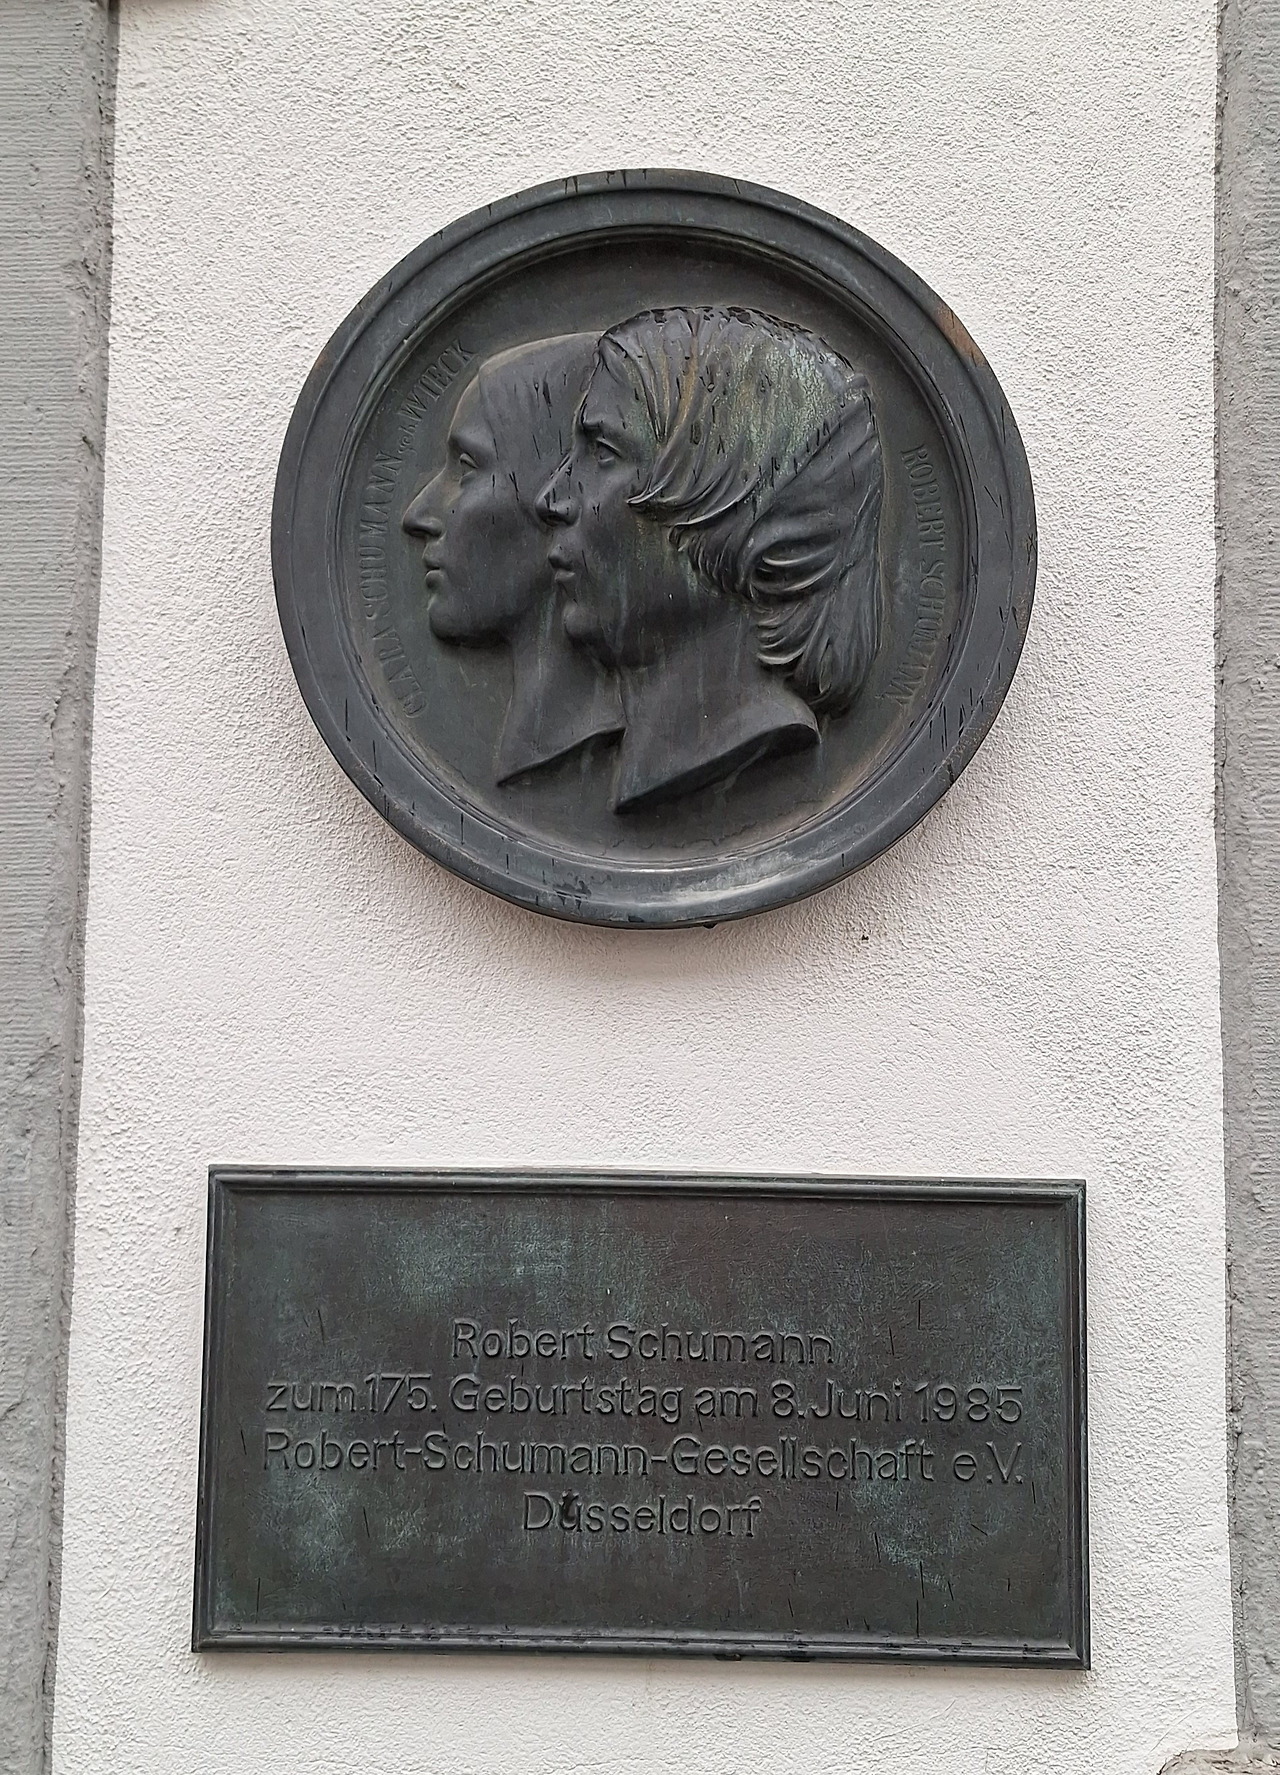 CLARA SCHUMANN geb. WIECK
ROBERT SCHUMANN
Robert Schumann
zum 175. Geburtstag am 8. Juni 1985
Robert-Schumann-Gesellschaft e.V.
Düsseldorf